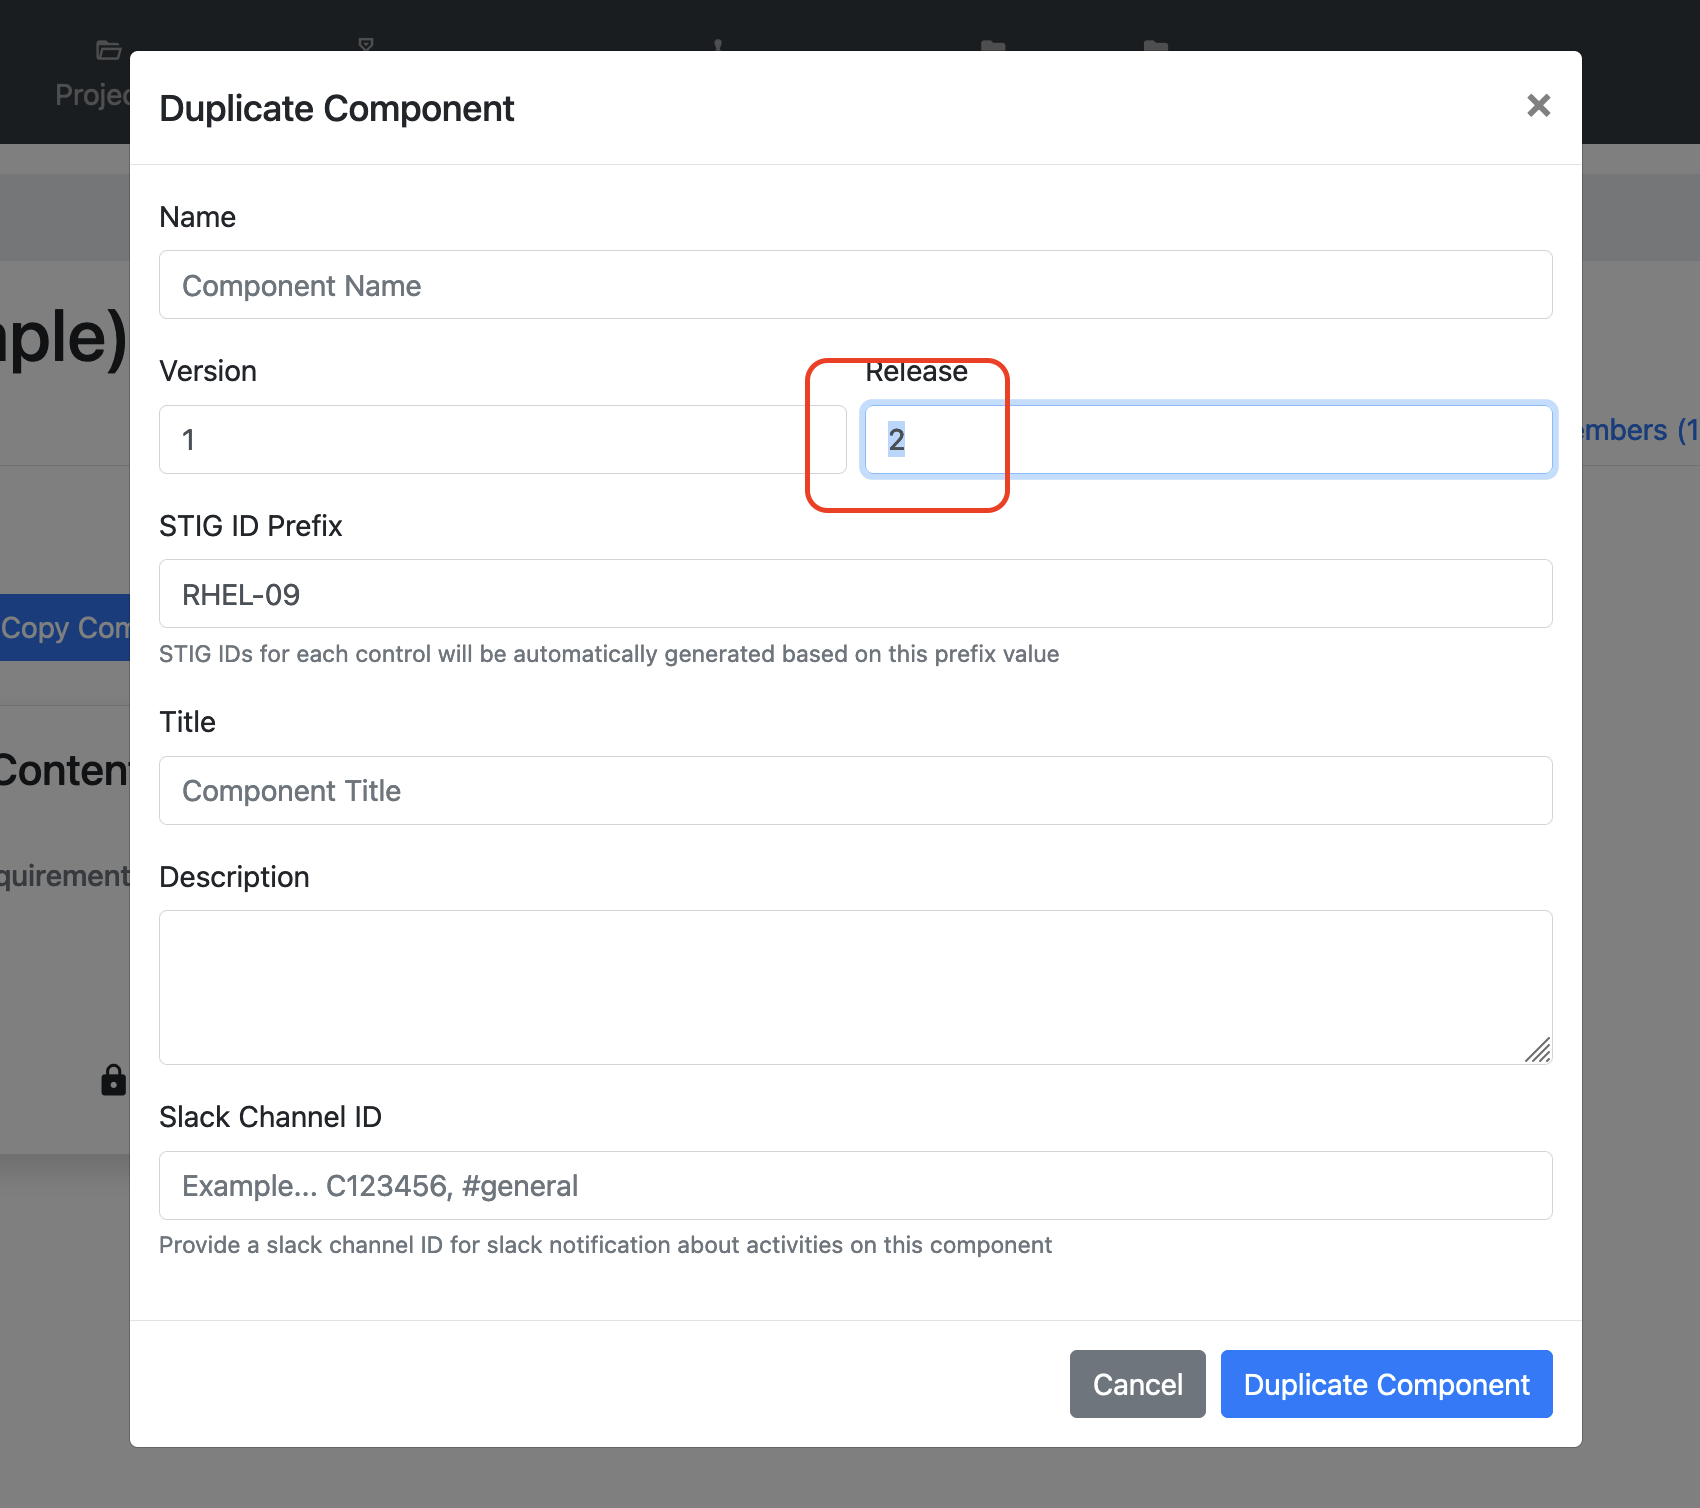 Duplicate Component
Name
Component Name
Version
Release
1
2
STIG ID Prefix
RHEL-09
STIG IDs for each control will be automatically generated based on this prefix value
Title
Component Title
Description
Slack Channel ID
Example... C123456, #general
Provide a slack channel ID for slack notification about activities on this component
Cancel
Duplicate Component
Projec
mple)
embers (1
Copy Com
Content
quirement